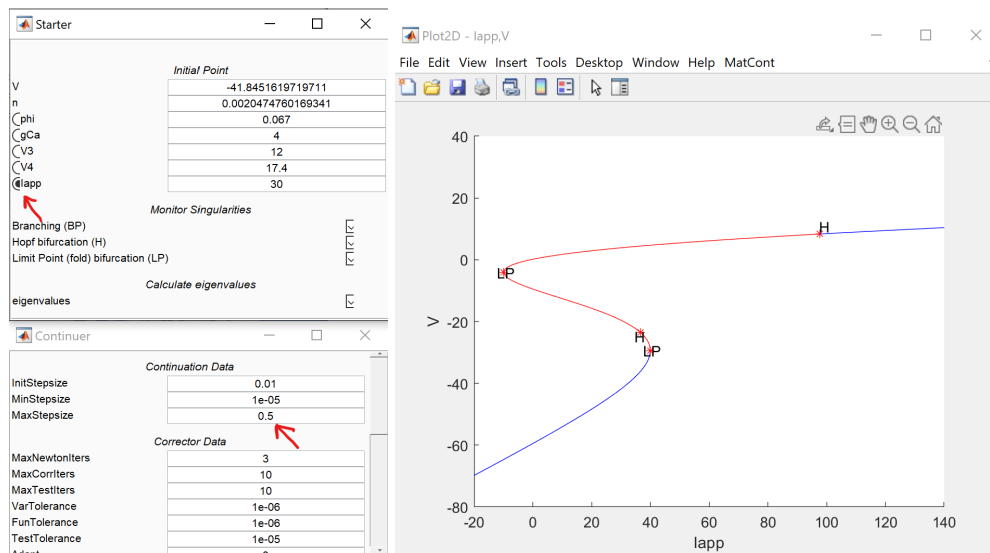 Starter
Initial Point
V -41.8451619719711
n 0.0020474760169341
phi 0.067
gCa 4
V3 12
V4 17.4
Iapp 30
Monitor Singularities
Branching (BP)
Hopf bifurcation (H)
Limit Point (fold) bifurcation (LP)
Calculate eigenvalues
eigenvalues
Continuer
Continuation Data
InitStepsize 0.01
MinStepsize 1e-05
MaxStepsize 0.5
Corrector Data
MaxNewtonIters 3
MaxCorrIters 10
MaxTestIters 10
VarTolerance 1e-06
FunTolerance 1e-06
TestTolerance 1e-05
Plot2D - Iapp,V
File Edit View Insert Tools Desktop Window Help MatCont
40
20
0
-20
-40
-60
-80
V
H
LP
H
LP
-20 0 20 40 60 80 100 120 140
Iapp